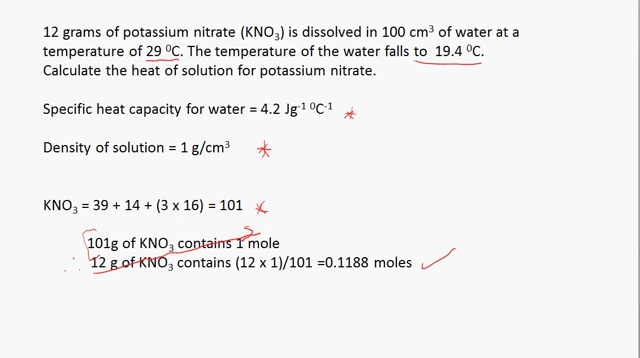 12 grams of potassium nitrate (KNO₃) is dissolved in 100 cm³ of water at a
temperature of 29 ⁰C. The temperature of the water falls to 19.4 ⁰C.
Calculate the heat of solution for potassium nitrate.
Specific heat capacity for water = 4.2 Jg⁻¹ ⁰C⁻¹ *
Density of solution = 1 g/cm³ *
KNO₃ = 39 + 14 + (3 x 16) = 101 *
101g of KNO₃ contains 1 mole
∴ 12 g of KNO₃ contains (12 x 1)/101 =0.1188 moles ✓